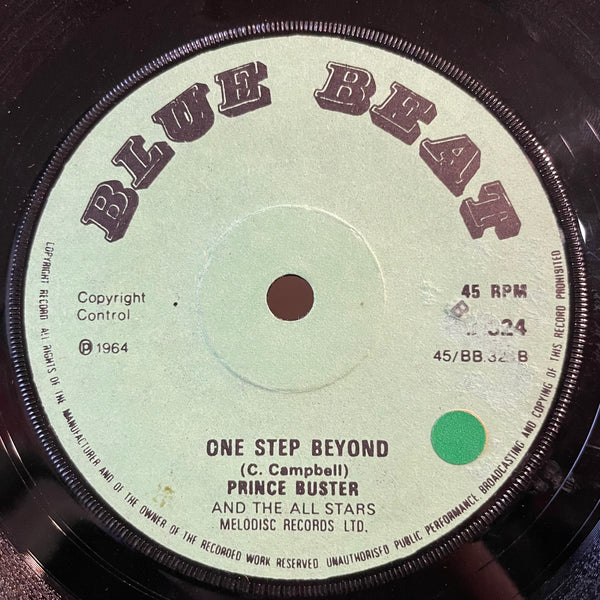 BLUE BEAT
Copyright
Control
℗ 1964
45 RPM
45/BB.32 B
ONE STEP BEYOND
(C. Campbell)
PRINCE BUSTER
AND THE ALL STARS
MELODISC RECORDS LTD.
COPYRIGHT RECORD. ALL RIGHTS OF THE MANUFACTURER AND OF THE OWNER OF THE RECORDED WORK RESERVED. UNAUTHORISED PUBLIC PERFORMANCE, BROADCASTING AND COPYING OF THIS RECORD PROHIBITED